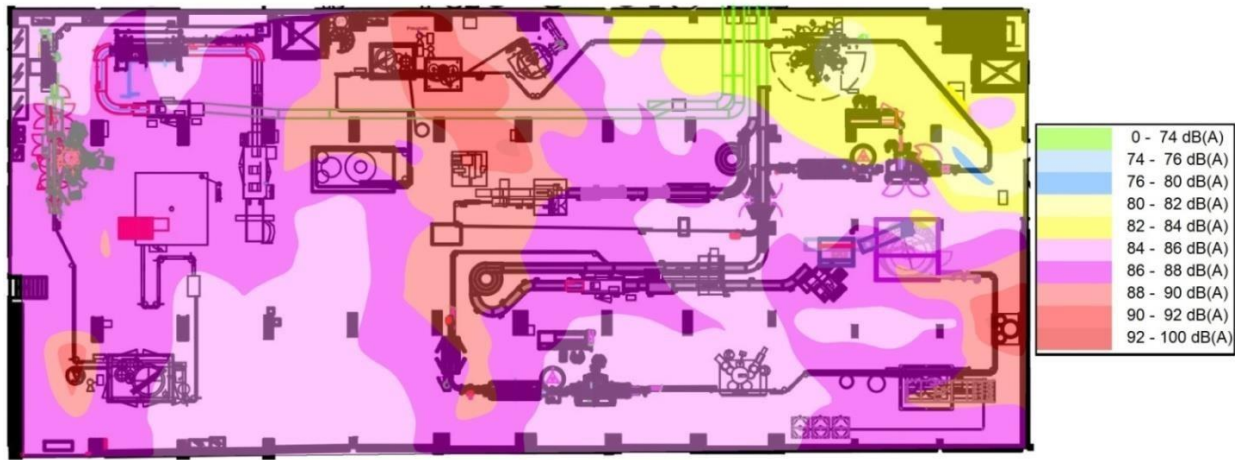 0 - 74 dB(A)
74 - 76 dB(A)
76 - 80 dB(A)
80 - 82 dB(A)
82 - 84 dB(A)
84 - 86 dB(A)
86 - 88 dB(A)
88 - 90 dB(A)
90 - 92 dB(A)
92 - 100 dB(A)